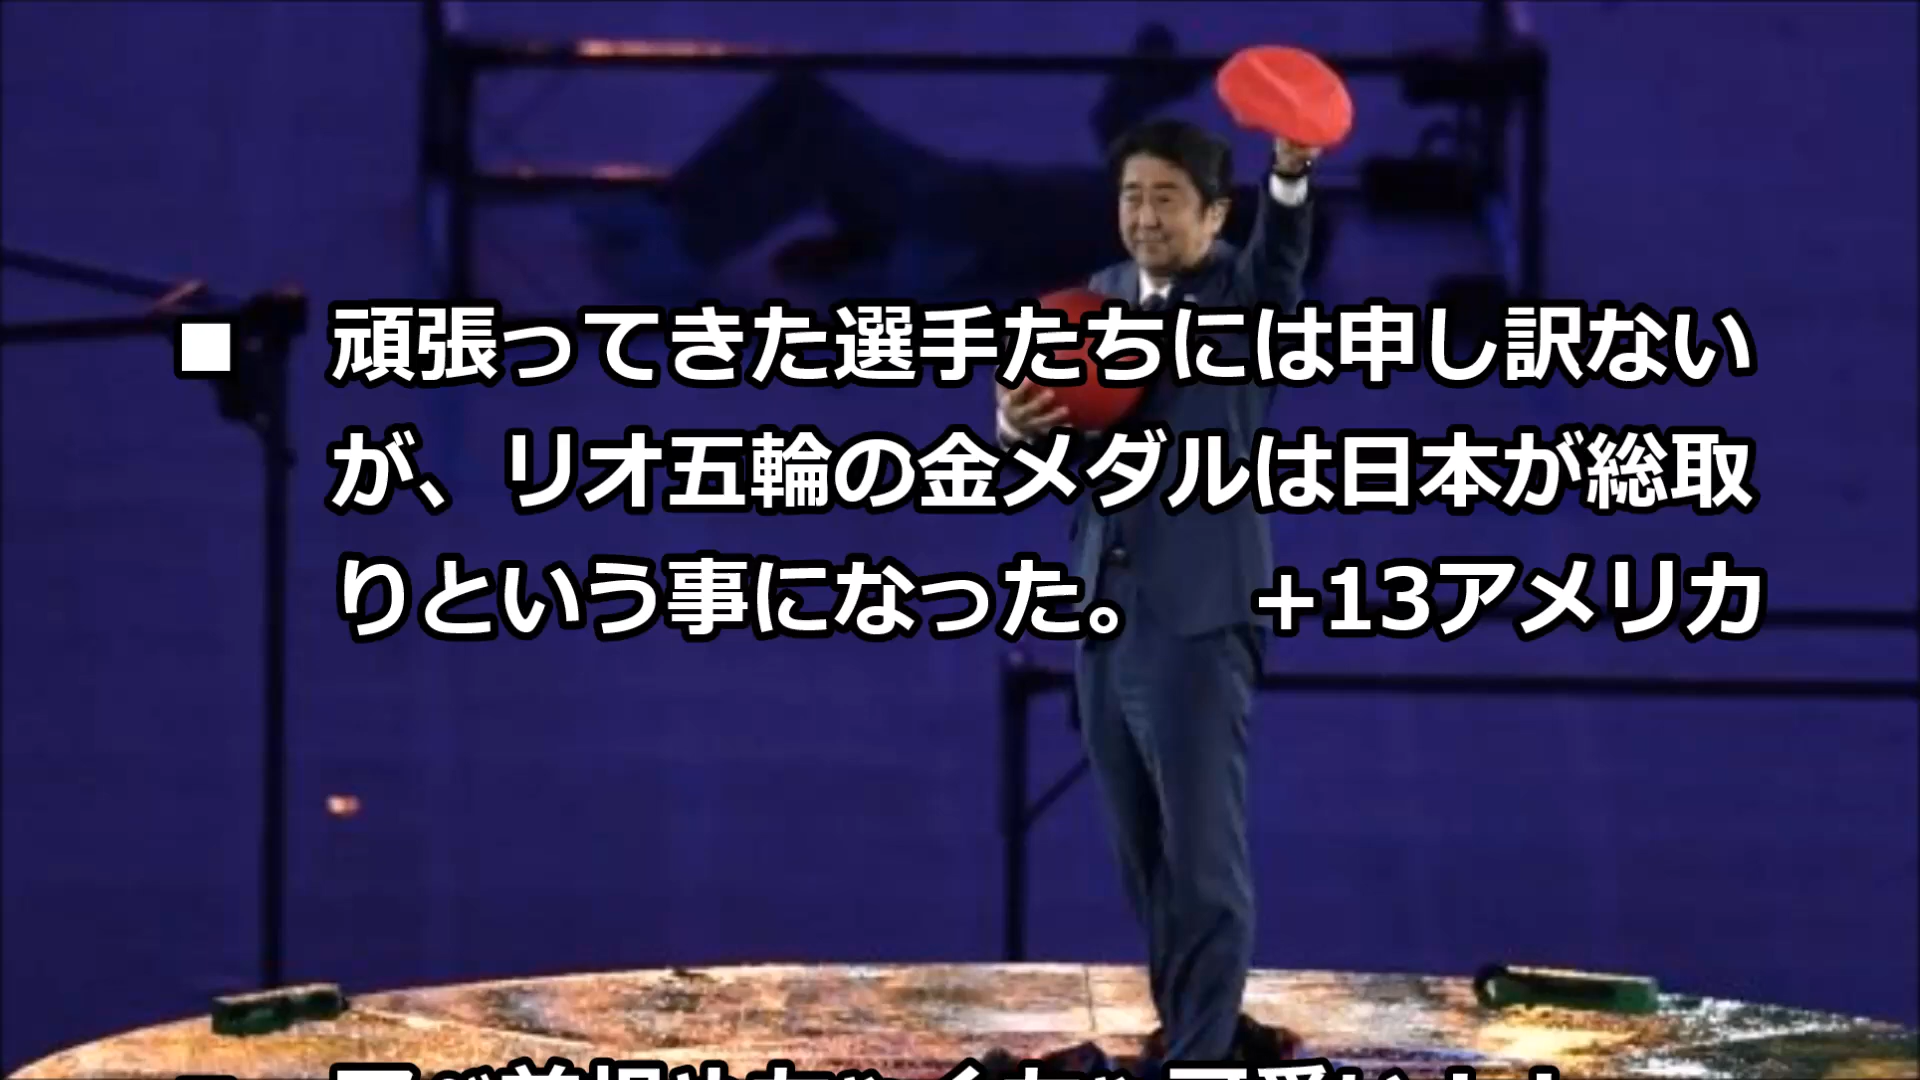 ■　頑張ってきた選手たちには申し訳ない
が、リオ五輪の金メダルは日本が総取
りという事になった。　+13アメリカ